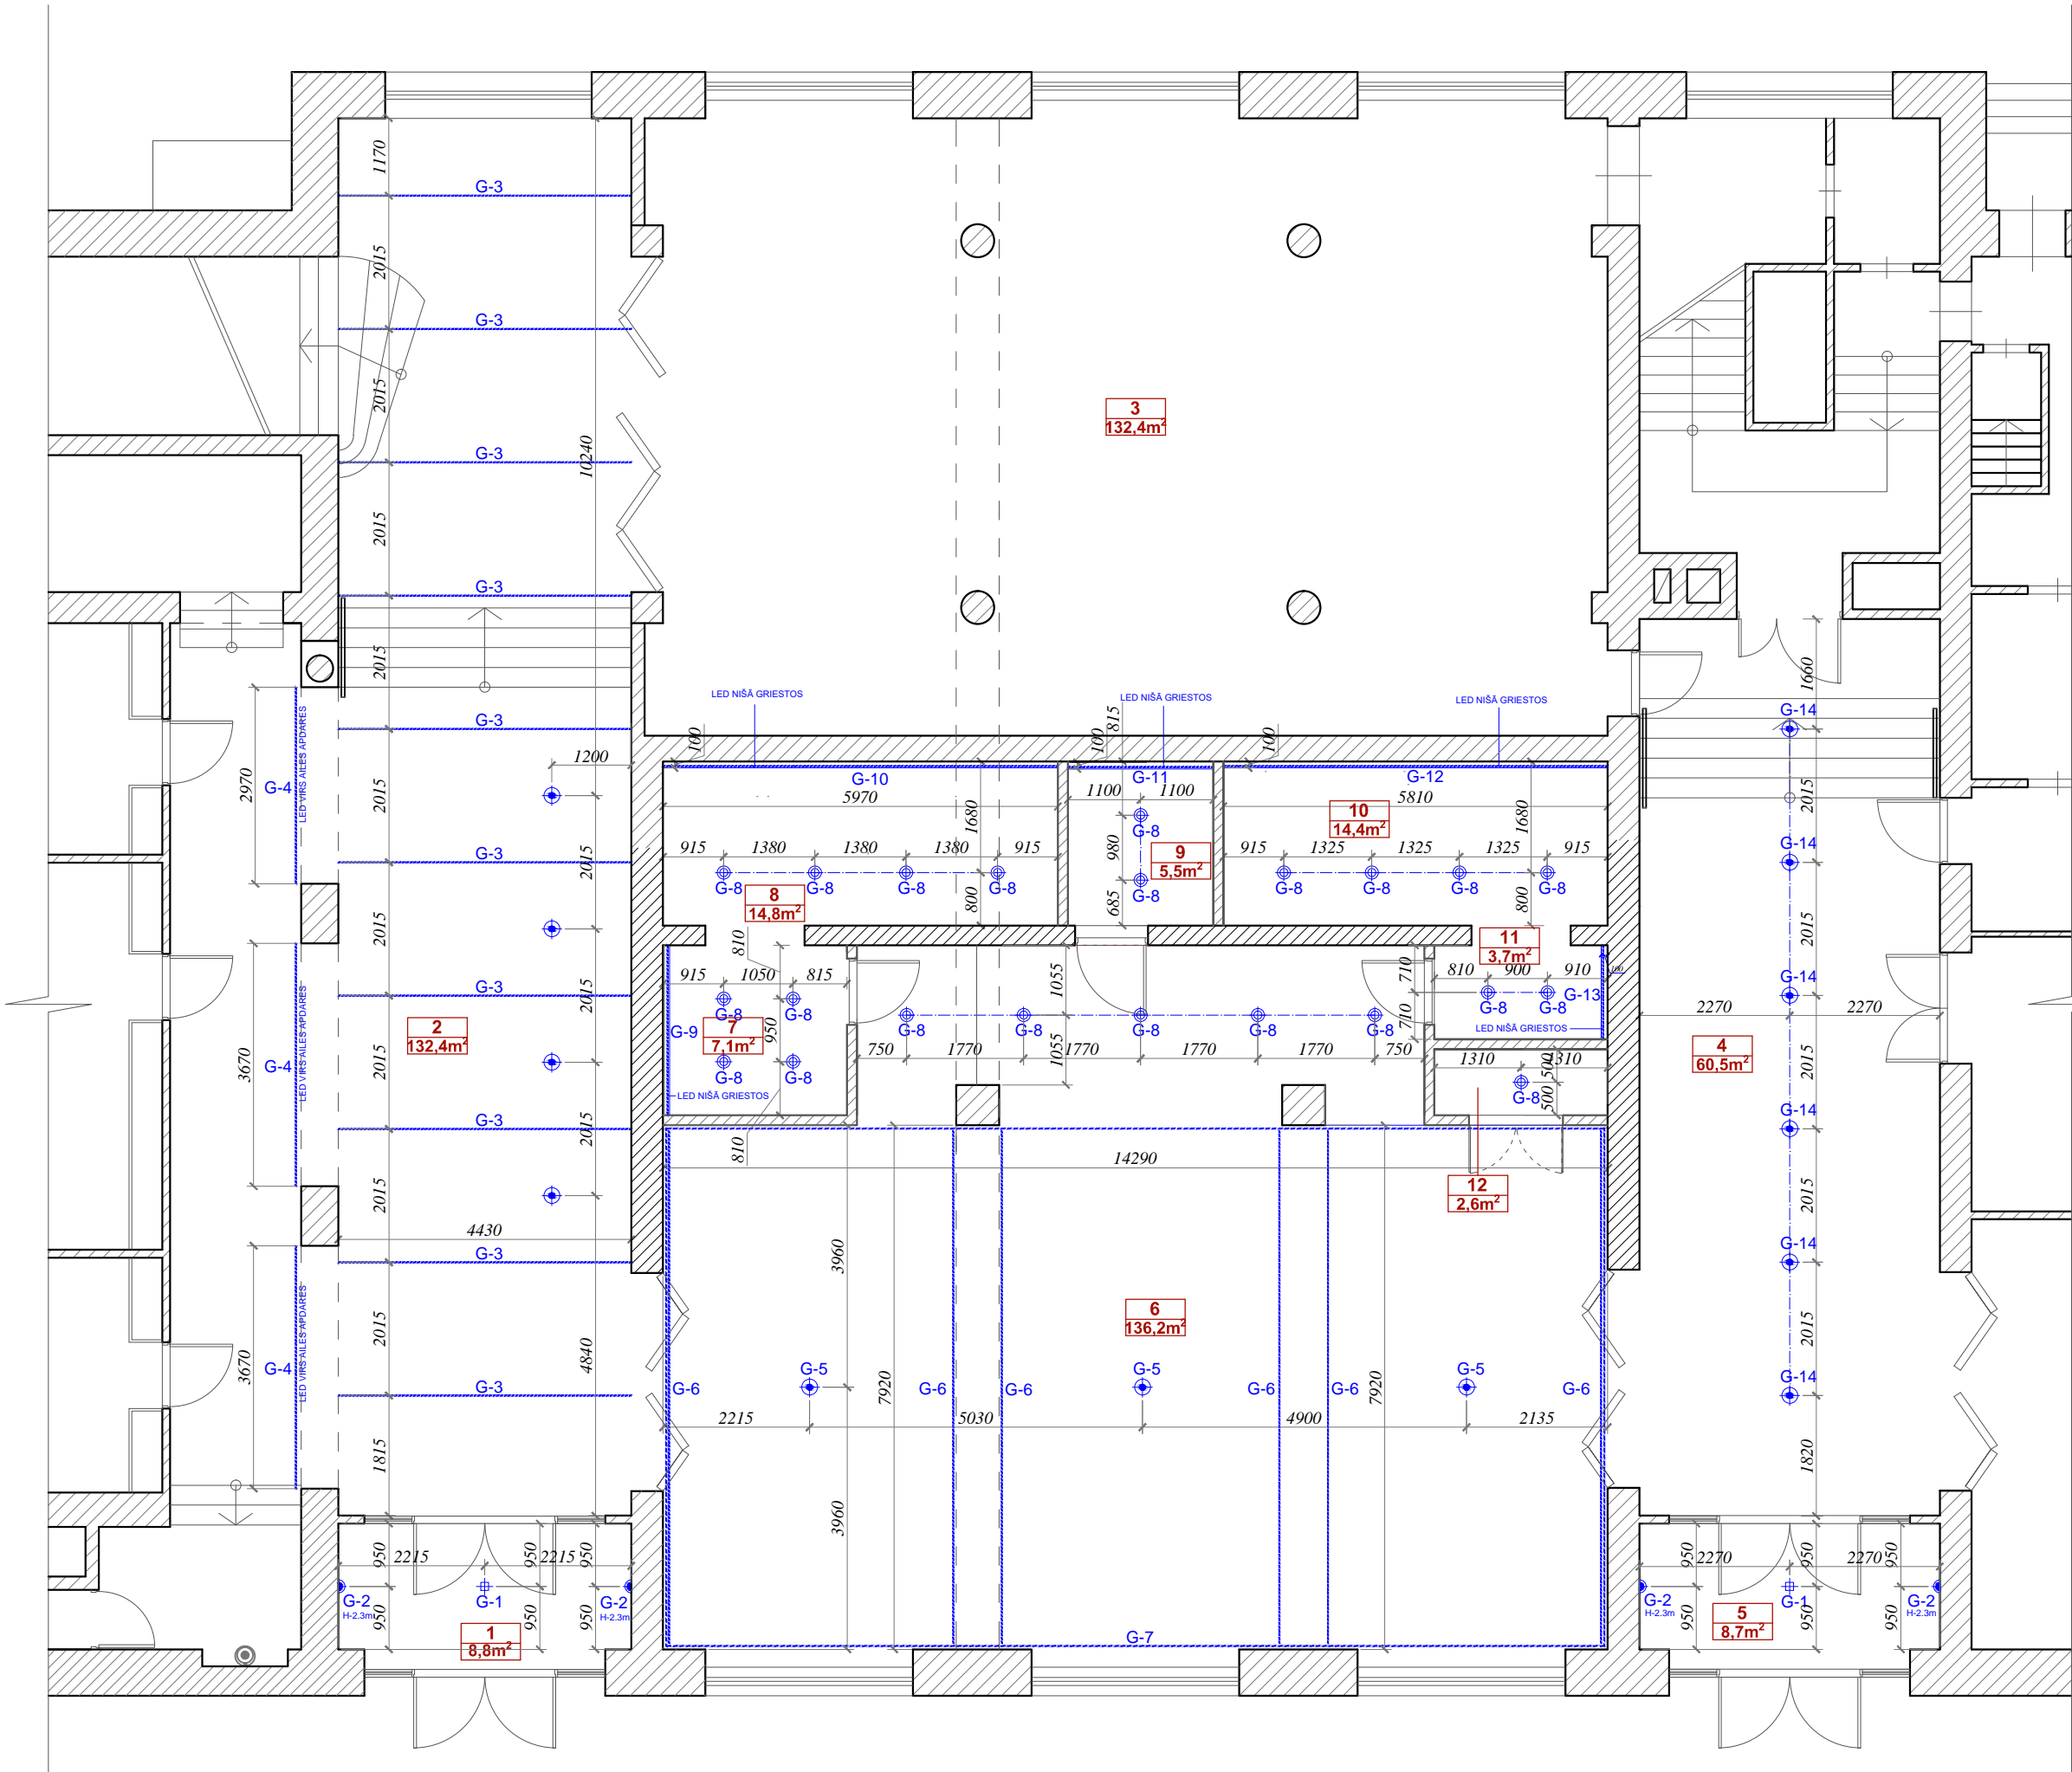 1170
G-3
2015
G-3
2015
G-3
10240
2015
G-3
2015
G-3
2015
G-3
2015
G-3
2015
G-3
2015
G-3
2015
G-3
1815
1200
2015
2015
2015
4430
4840
2
132,4m²
2970
G-4
LED VIRS AILES APDARES
3670
G-4
LED VIRS AILES APDARES
3670
G-4
LED VIRS AILES APDARES
3
132,4m²
LED NIŠĀ GRIESTOS
LED NIŠĀ GRIESTOS
LED NIŠĀ GRIESTOS
100
100
815
100
G-10
G-11
G-12
5970
1100
1100
5810
1680
980
685
1680
10
14,4m²
9
5,5m²
915
1380
1380
1380
915
915
1325
1325
1325
915
G-8
G-8
G-8
G-8
G-8
G-8
G-8
G-8
G-8
G-8
800
800
8
14,8m²
810
915
1050
815
G-8
G-8
G-9
950
7
7,1m²
G-8
G-8
LED NIŠĀ GRIESTOS
810
1055
1055
G-8
G-8
G-8
G-8
G-8
750
1770
1770
1770
1770
750
11
3,7m²
710
710
810
900
910
100
G-8
G-8
G-13
LED NIŠĀ GRIESTOS
1310
1310
500
500
G-8
12
2,6m²
14290
3960
3960
7920
7920
6
136,2m²
G-5
G-5
G-5
G-6
G-6
G-6
G-6
G-6
G-6
2215
5030
4900
2135
G-7
1660
G-14
2015
G-14
2015
G-14
2270
2270
4
60,5m²
2015
G-14
2015
G-14
2015
G-14
1820
950
2215
950
2215
950
G-2
H-2.3m
G-1
G-2
H-2.3m
950
950
950
1
8,8m²
950
2270
950
2270
950
G-2
H-2.3m
G-1
G-2
H-2.3m
950
950
950
5
8,7m²